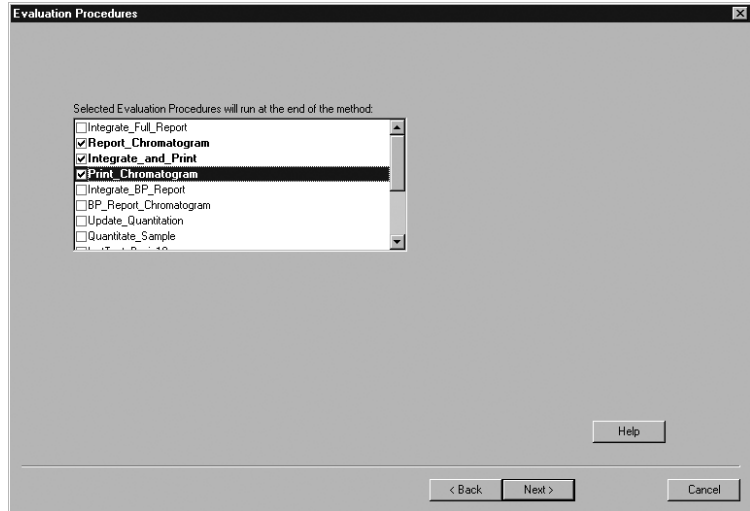 Evaluation Procedures
Selected Evaluation Procedures will run at the end of the method:
Integrate_Full_Report
Report_Chromatogram
Integrate_and_Print
Print_Chromatogram
Integrate_BP_Report
BP_Report_Chromatogram
Update_Quantitation
Quantitate_Sample
Help
< Back
Next >
Cancel